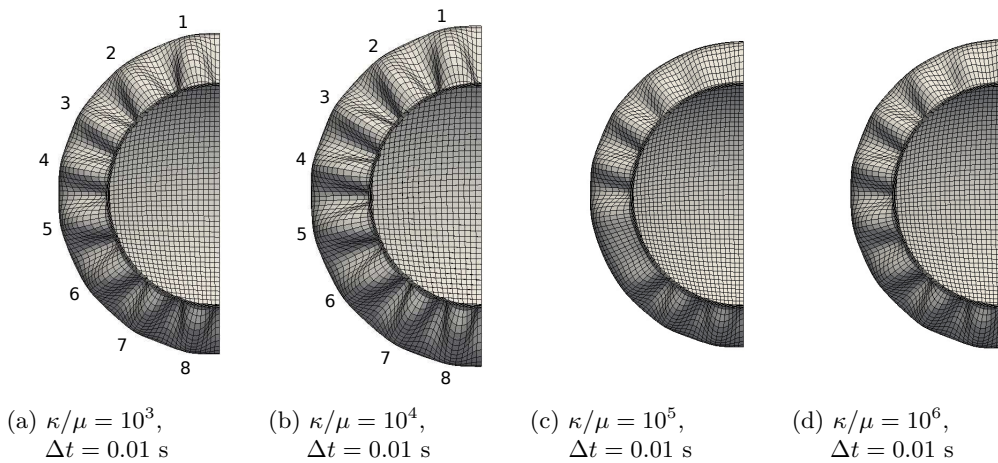 1
2
3
4
5
6
7
8
1
2
3
4
5
6
7
8
(a) κ/μ = 10³,
Δt = 0.01 s
(b) κ/μ = 10⁴,
Δt = 0.01 s
(c) κ/μ = 10⁵,
Δt = 0.01 s
(d) κ/μ = 10⁶,
Δt = 0.01 s